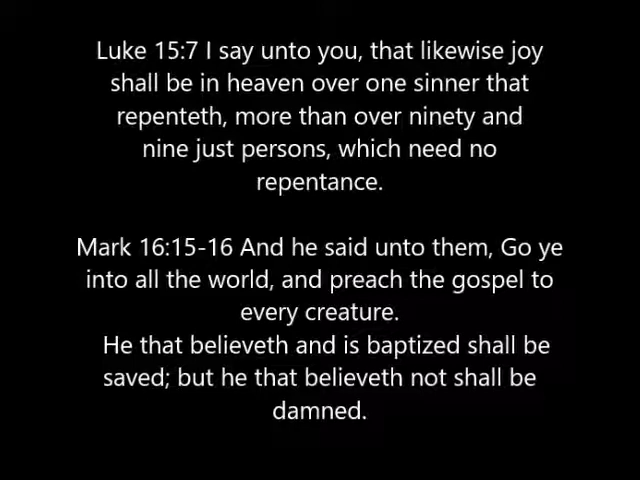 Luke 15:7 I say unto you, that likewise joy
shall be in heaven over one sinner that
repenteth, more than over ninety and
nine just persons, which need no
repentance.
Mark 16:15-16 And he said unto them, Go ye
into all the world, and preach the gospel to
every creature.
He that believeth and is baptized shall be
saved; but he that believeth not shall be
damned.